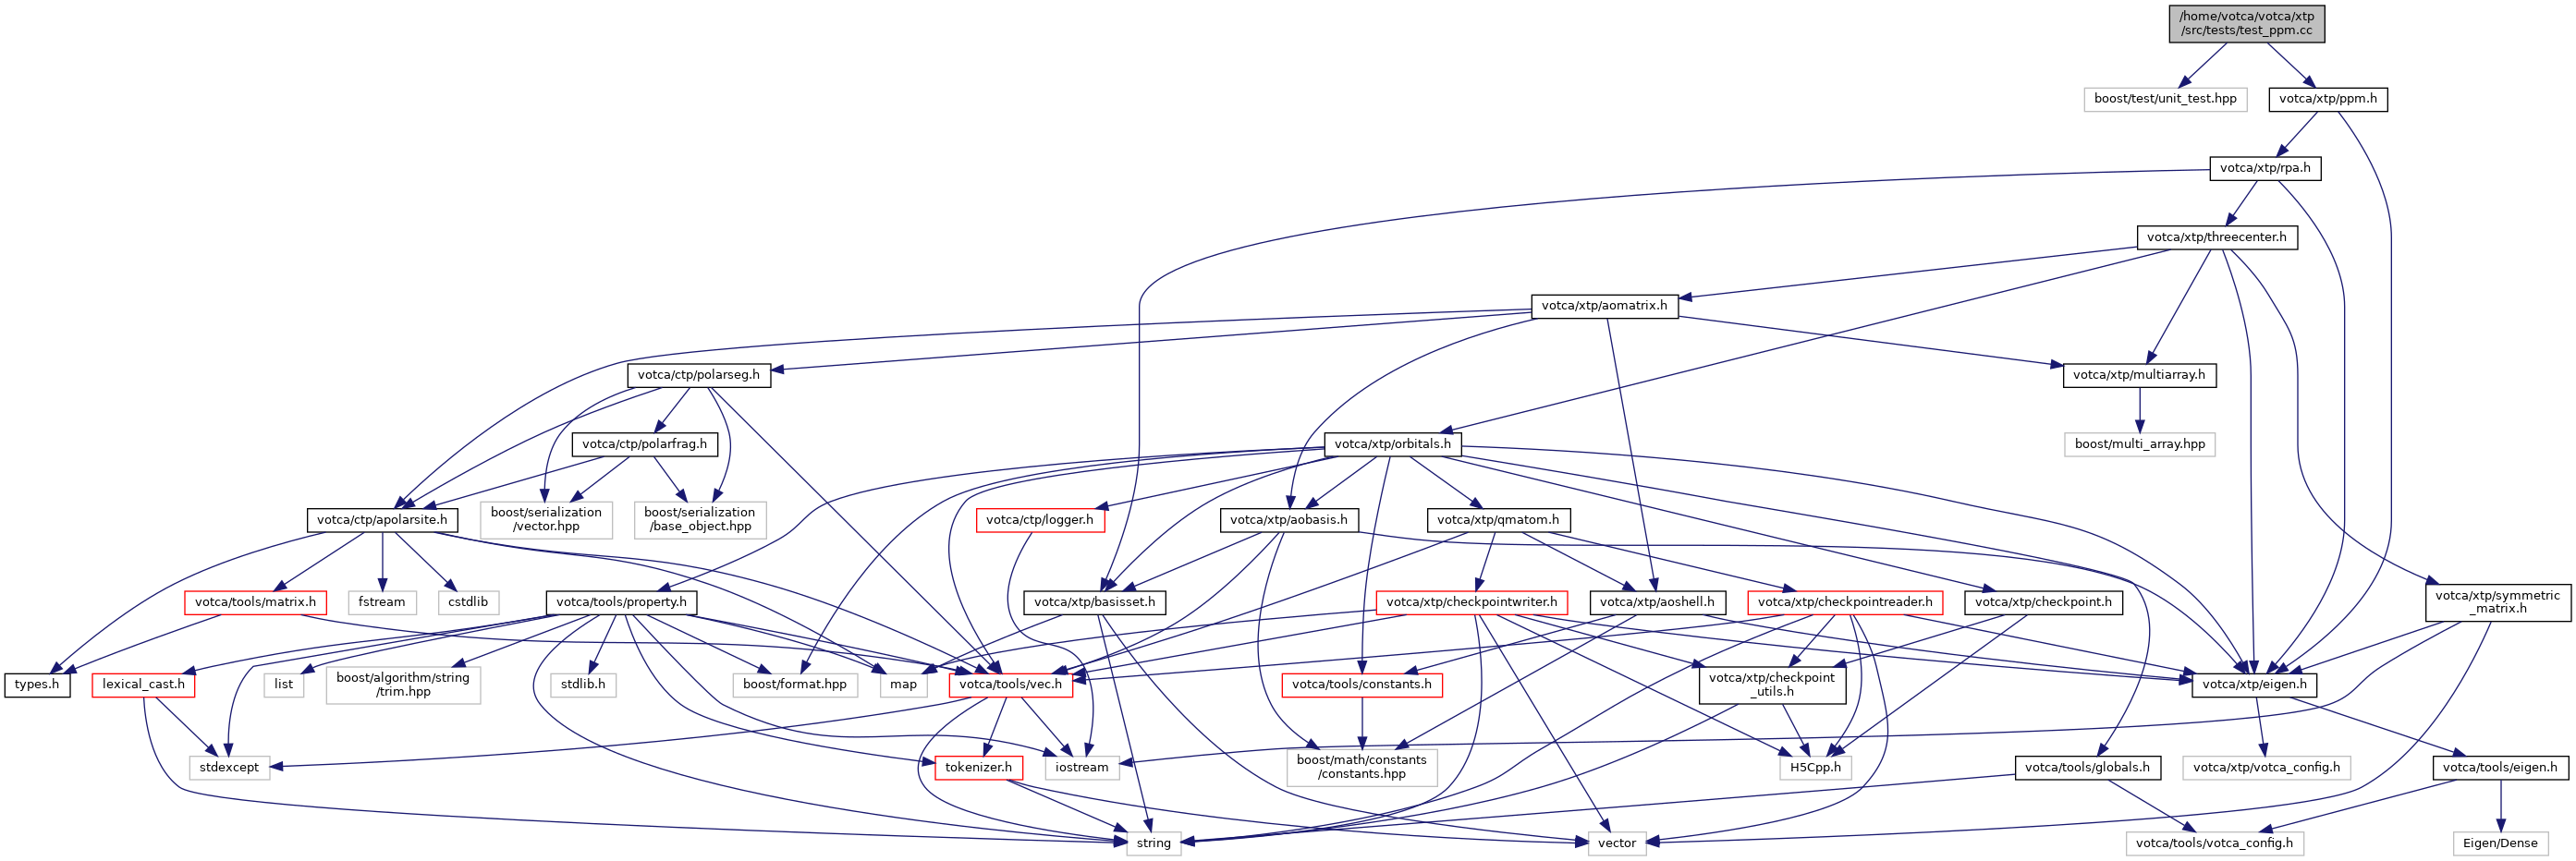 /home/votca/votca/xtp
/src/tests/test_ppm.cc
boost/test/unit_test.hpp
votca/xtp/ppm.h
votca/xtp/rpa.h
votca/xtp/threecenter.h
votca/xtp/aomatrix.h
votca/ctp/polarseg.h
votca/xtp/multiarray.h
votca/ctp/polarfrag.h
votca/xtp/orbitals.h
boost/multi_array.hpp
votca/ctp/apolarsite.h
boost/serialization
/vector.hpp
boost/serialization
/base_object.hpp
votca/ctp/logger.h
votca/xtp/aobasis.h
votca/xtp/qmatom.h
votca/tools/matrix.h
fstream
cstdlib
votca/tools/property.h
votca/xtp/basisset.h
votca/xtp/checkpointwriter.h
votca/xtp/aoshell.h
votca/xtp/checkpointreader.h
votca/xtp/checkpoint.h
votca/xtp/symmetric
_matrix.h
types.h
lexical_cast.h
list
boost/algorithm/string
/trim.hpp
stdlib.h
boost/format.hpp
map
votca/tools/vec.h
votca/tools/constants.h
votca/xtp/checkpoint
_utils.h
votca/xtp/eigen.h
stdexcept
tokenizer.h
iostream
boost/math/constants
/constants.hpp
H5Cpp.h
votca/tools/globals.h
votca/xtp/votca_config.h
votca/tools/eigen.h
string
vector
votca/tools/votca_config.h
Eigen/Dense